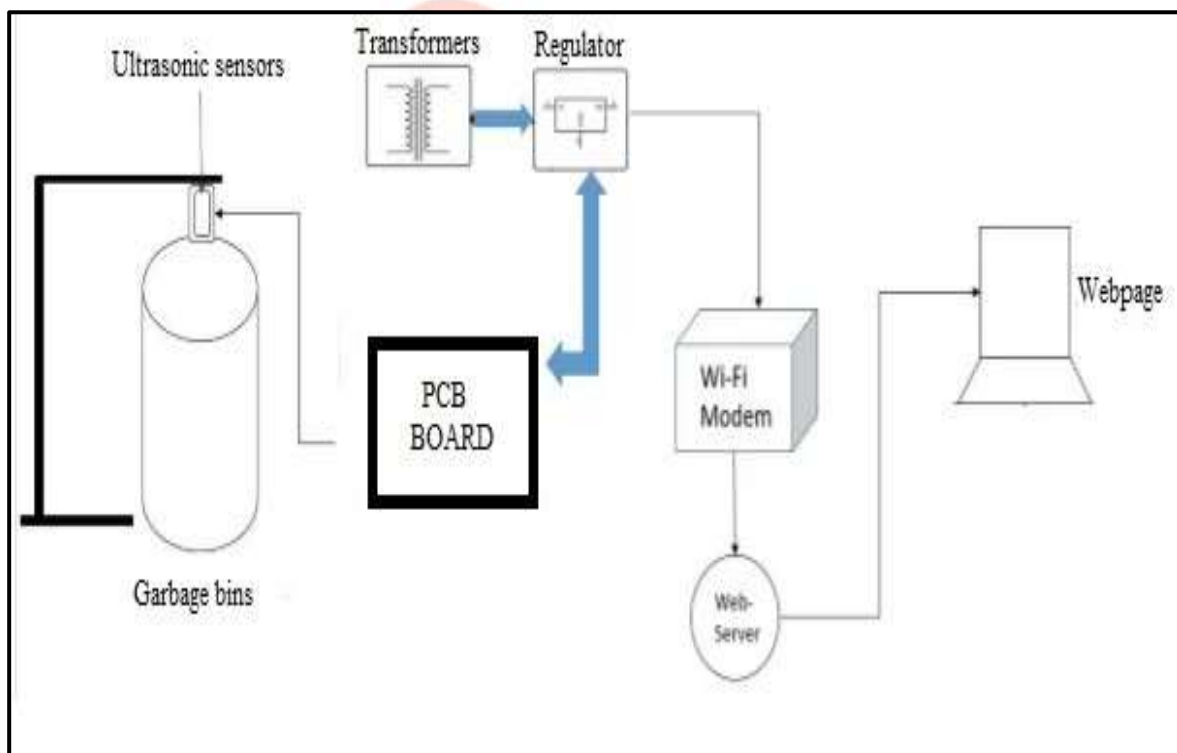 Transformers
Regulator
Ultrasonic sensors
Webpage
Wi-Fi
Modem
PCB
BOARD
Garbage bins
Web-
Server